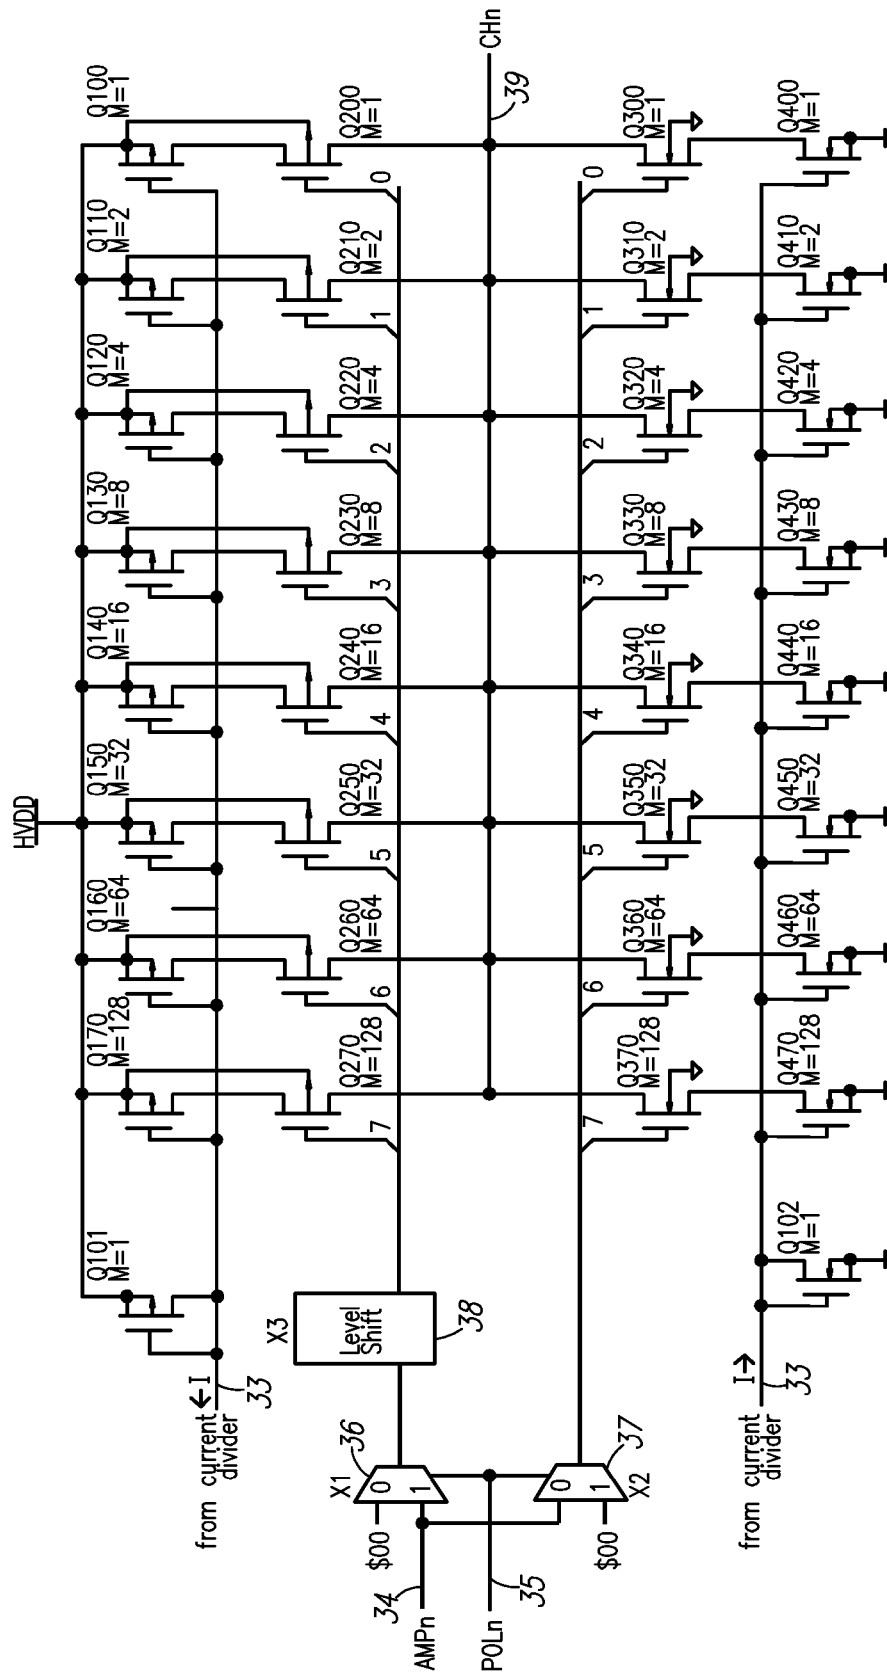 HVDD
Q101
M=1
Q170
M=128
Q160
M=64
Q150
M=32
Q140
M=16
Q130
M=8
Q120
M=4
Q110
M=2
Q100
M=1
from current
divider
←I
33
Q270
M=128
Q260
M=64
Q250
M=32
Q240
M=16
Q230
M=8
Q220
M=4
Q210
M=2
Q200
M=1
X3
Level
Shift
38
7
6
5
4
3
2
1
0
X1
36
0
1
$00
AMPn
34
POLn
35
CHn
39
X2
37
0
1
$00
7
6
5
4
3
2
1
0
Q370
M=128
Q360
M=64
Q350
M=32
Q340
M=16
Q330
M=8
Q320
M=4
Q310
M=2
Q300
M=1
from current
divider
I→
33
Q102
M=1
Q470
M=128
Q460
M=64
Q450
M=32
Q440
M=16
Q430
M=8
Q420
M=4
Q410
M=2
Q400
M=1